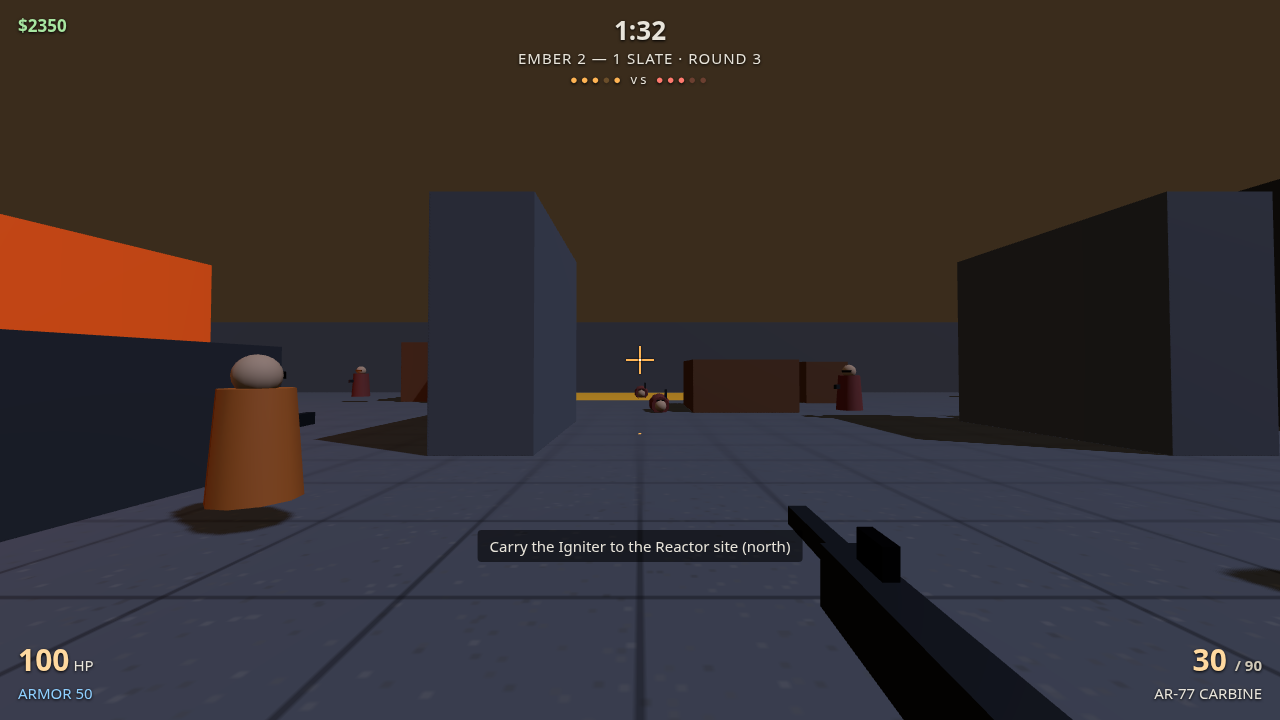 $2350
1:32
EMBER 2 — 1 SLATE · ROUND 3
vs
Carry the Igniter to the Reactor site (north)
100 HP
ARMOR 50
30 / 90
AR-77 CARBINE